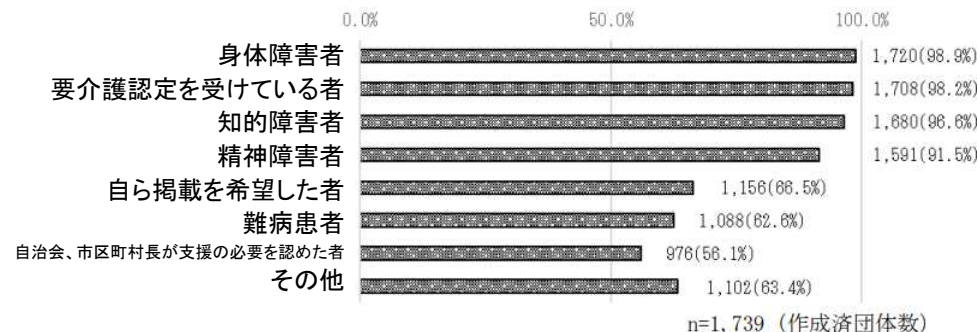 0.0% 50.0% 100.0%
身体障害者 1,720(98.9%)
要介護認定を受けている者 1,708(98.2%)
知的障害者 1,680(96.6%)
精神障害者 1,591(91.5%)
自ら掲載を希望した者 1,156(66.5%)
難病患者 1,088(62.6%)
自治会、市区町村長が支援の必要を認めた者 976(56.1%)
その他 1,102(63.4%)
n=1,739 (作成済団体数)